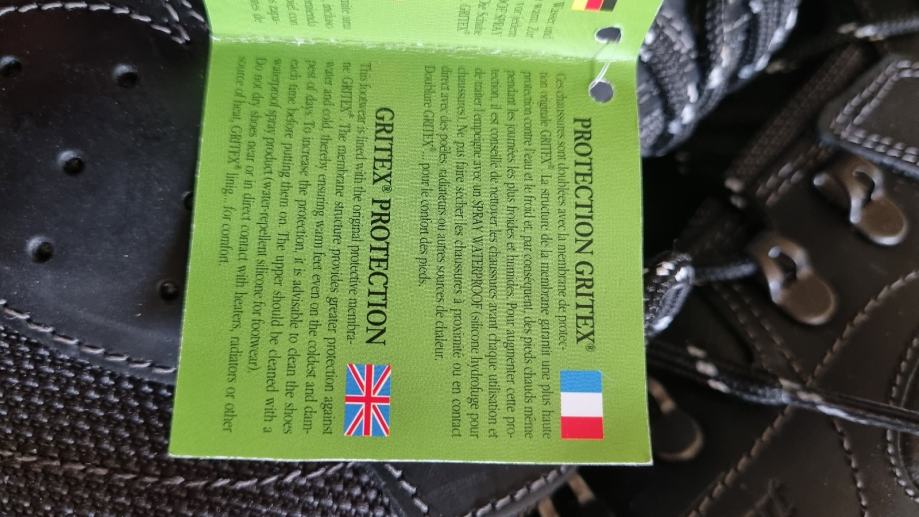 PROTECTION GRITEX®
Ces chaussures sont doublées avec la membrane de protec-
tion originale GRITEX®. La structure de la membrane garantit une plus haute
protection contre l'eau et le froid et, par conséquent, des pieds chauds même
pendant les journées les plus froides et humides. Pour augmenter cette pro-
tection, il est conseillé de nettoyer les chaussures avant chaque utilisation et
de traiter l'empaigne avec un SPRAY WATERPROOF (silicone hydrofuge pour
chaussures). Ne pas faire sécher les chaussures à proximité ou en contact
direct avec des poêles, radiateurs ou autres sources de chaleur.
Doublure GRITEX®... pour le confort des pieds.
GRITEX® PROTECTION
This footwear is lined with the original protective membra-
ne GRITEX®. The membrane structure provides greater protection against
water and cold, thereby ensuring warm feet even on the coldest and dam-
pest of days. To increase the protection, it is advisable to clean the shoes
each time before putting them on. The upper should be cleaned with a
waterproof spray product (water-repellent silicone for footwear).
Do not dry shoes near or in direct contact with heaters, radiators or other
source of heat, GRITEX® linig... for comfort.